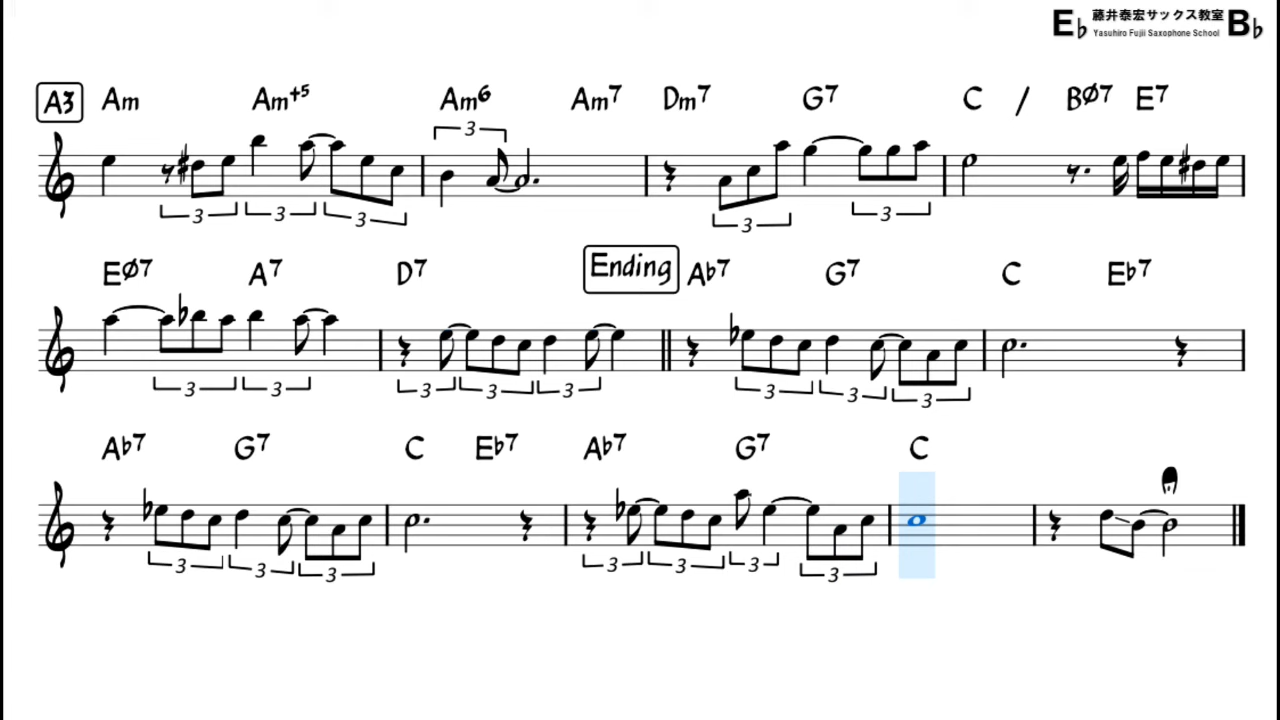 E♭ 藤井泰宏サックス教室 B♭
Yasuhiro Fujii Saxophone School
A3 Am Am+5 Am6 Am7 Dm7 G7 C / BØ7 E7
3 3 3 3 3 3
EØ7 A7 D7 Ending A♭7 G7 C E♭7
3 3 3 3 3 3 3 3
A♭7 G7 C E♭7 A♭7 G7 C
3 3 3 3 3 3 3